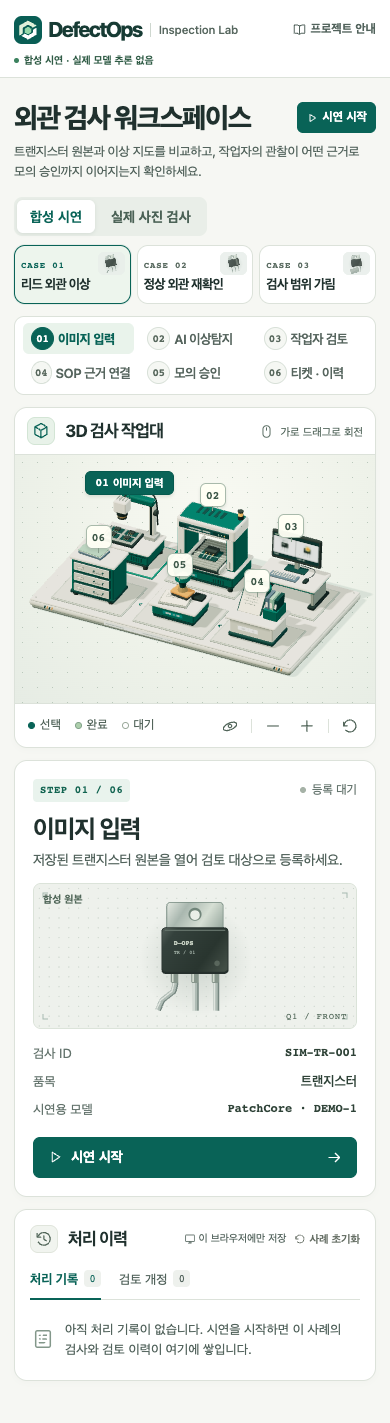 DefectOps Inspection Lab 프로젝트 안내
합성 시연 · 실제 모델 추론 없음
외관 검사 워크스페이스 시연 시작
트랜지스터 원본과 이상 지도를 비교하고, 작업자의 관찰이 어떤 근거로
모의 승인까지 이어지는지 확인하세요.
합성 시연 실제 사진 검사
CASE 01 CASE 02 CASE 03
리드 외관 이상 정상 외관 재확인 검사 범위 가림
01 이미지 입력 02 AI 이상탐지 03 작업자 검토
04 SOP 근거 연결 05 모의 승인 06 티켓 · 이력
3D 검사 작업대 가로 드래그로 회전
01 이미지 입력
02
03
06
05
04
선택 완료 대기
STEP 01 / 06 등록 대기
이미지 입력
저장된 트랜지스터 원본을 열어 검토 대상으로 등록하세요.
합성 원본
D-OPS
TR / 01
Q1 / FRONT
검사 ID SIM-TR-001
품목 트랜지스터
시연용 모델 PatchCore · DEMO-1
시연 시작
처리 이력 이 브라우저에만 저장 사례 초기화
처리 기록 0 검토 개정 0
아직 처리 기록이 없습니다. 시연을 시작하면 이 사례의
검사와 검토 이력이 여기에 쌓입니다.